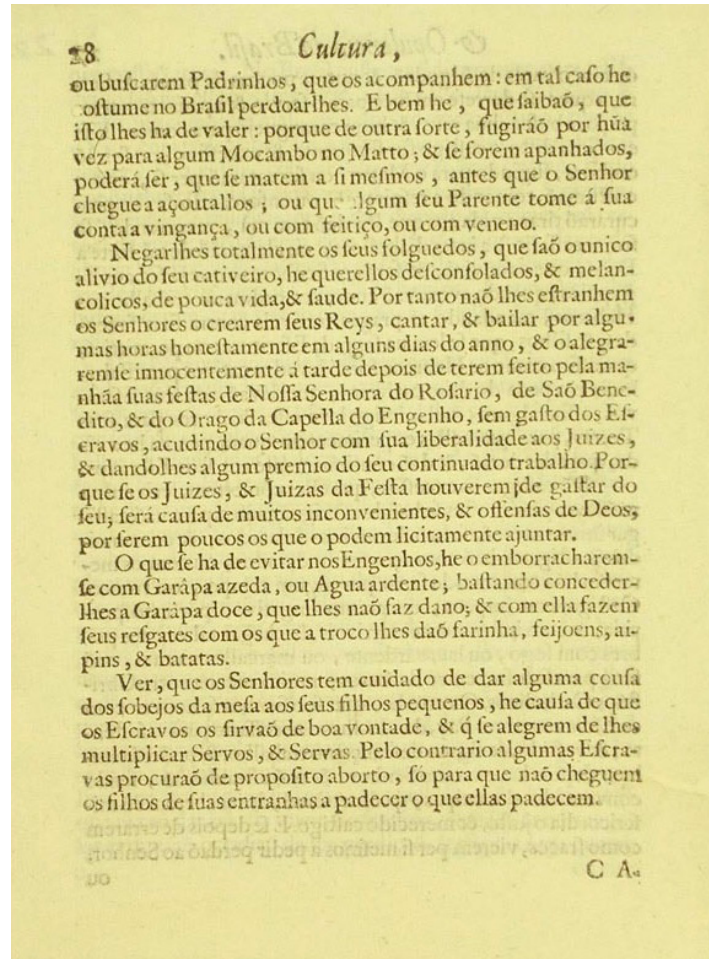 28 Cultura,
ou buſcarem Padrinhos, que os acompanhem: em tal caſo he
oſtume no Braſil perdoarlhes. E bem he, que ſaibaõ, que
iſto lhes ha de valer: porque de outra ſorte, fugiráõ por hũa
vez para algum Mocambo no Matto; & ſe forem apanhados,
poderá ſer, que ſe matem a ſi meſmos, antes que o Senhor
chegue a açoutallos; ou qu. lgum ſeu Parente tome á ſua
conta a vingança, ou com feitiço, ou com veneno.
Negarlhes totalmente os ſeus folguedos, que ſaõ o unico
alivio do ſeu cativeiro, he querellos deſconſolados, & melan-
colicos, de pouca vida, & ſaude. Por tanto naõ lhes eſtranhem
os Senhores o crearem ſeus Reys, cantar, & bailar por algu-
mas horas honeſtamente em alguns dias do anno, & o alegra-
remſe innocentemente á tarde depois de terem feito pela ma-
nhãa ſuas feſtas de Noſſa Senhora do Roſario, de Saõ Bene-
dito, & do Orago da Capella do Engenho, ſem gaſto dos Eſ-
cravos, acudindo o Senhor com ſua liberalidade aos Juizes,
& dandolhes algum premio do ſeu continuado trabalho. Por-
que ſe os Juizes, & Juizas da Feſta houverem de gaſtar do
ſeu; ſerá cauſa de muitos inconvenientes, & offenſas de Deos,
por ſerem poucos os que o podem licitamente ajuntar.
O que ſe ha de evitar nos Engenhos, he o emborracharem-
ſe com Garápa azeda, ou Agua ardente; baſtando conceder-
lhes a Garápa doce, que lhes naõ faz dano; & com ella fazem
ſeus reſgates com os que a troco lhes daõ farinha, feijoens, ai-
pins, & batatas.
Ver, que os Senhores tem cuidado de dar alguma couſa
dos ſobejos da meſa aos ſeus filhos pequenos, he cauſa de que
os Eſcravos os ſirvaõ de boa vontade, & q̃ ſe alegrem de lhes
multiplicar Servos, & Servas. Pelo contrario algumas Eſcra-
vas procuraõ de propoſito aborto, ſó para que naõ cheguem
os filhos de ſuas entranhas a padecer o que ellas padecem.
C A-